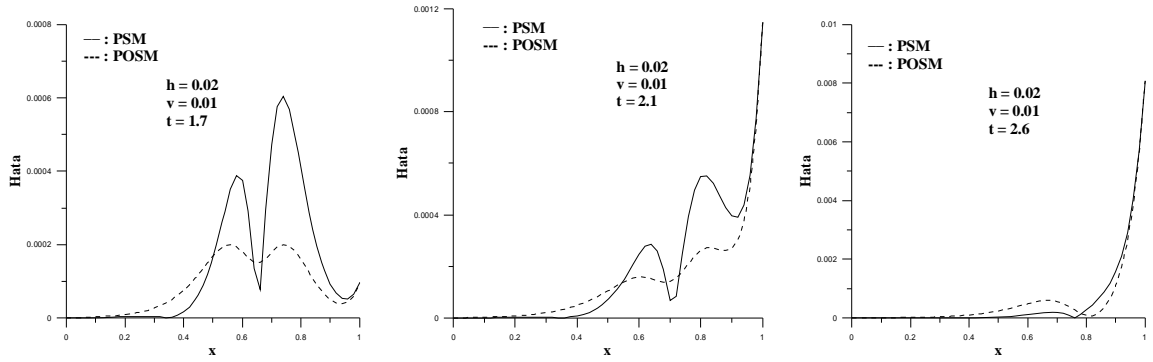 0.0008
0.0006
0.0004
0.0002
0
Hata
— : PSM
--- : POSM
h = 0.02
v = 0.01
t = 1.7
0 0.2 0.4 0.6 0.8 1
x
0.0012
0.0008
0.0004
0
Hata
— : PSM
--- : POSM
h = 0.02
v = 0.01
t = 2.1
0 0.2 0.4 0.6 0.8 1
x
0.01
0.008
0.006
0.004
0.002
0
Hata
— : PSM
--- : POSM
h = 0.02
v = 0.01
t = 2.6
0 0.2 0.4 0.6 0.8 1
x